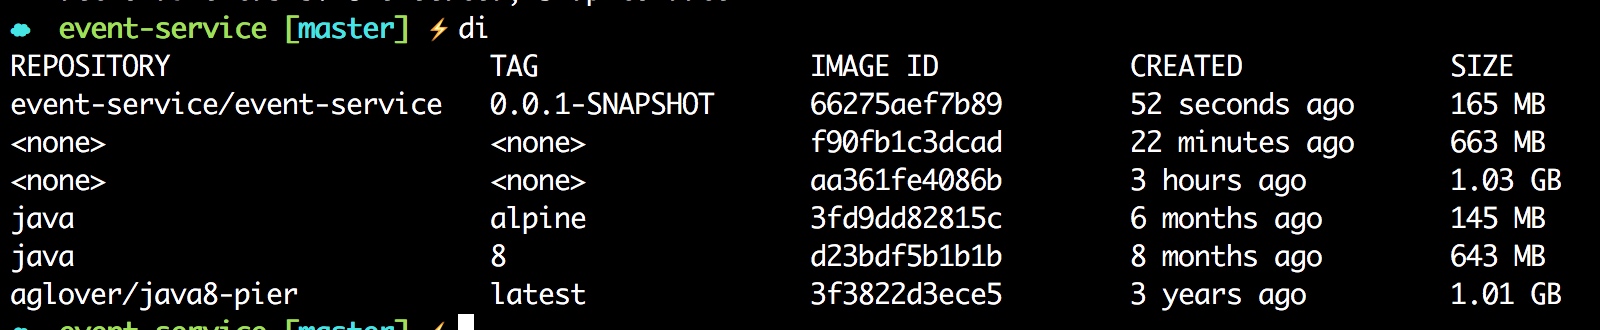 event-service [master] ⚡ di
REPOSITORY TAG IMAGE ID CREATED SIZE
event-service/event-service 0.0.1-SNAPSHOT 66275aef7b89 52 seconds ago 165 MB
<none> <none> f90fb1c3dcad 22 minutes ago 663 MB
<none> <none> aa361fe4086b 3 hours ago 1.03 GB
java alpine 3fd9dd82815c 6 months ago 145 MB
java 8 d23bdf5b1b1b 8 months ago 643 MB
aglover/java8-pier latest 3f3822d3ece5 3 years ago 1.01 GB
event-service [master] ⚡